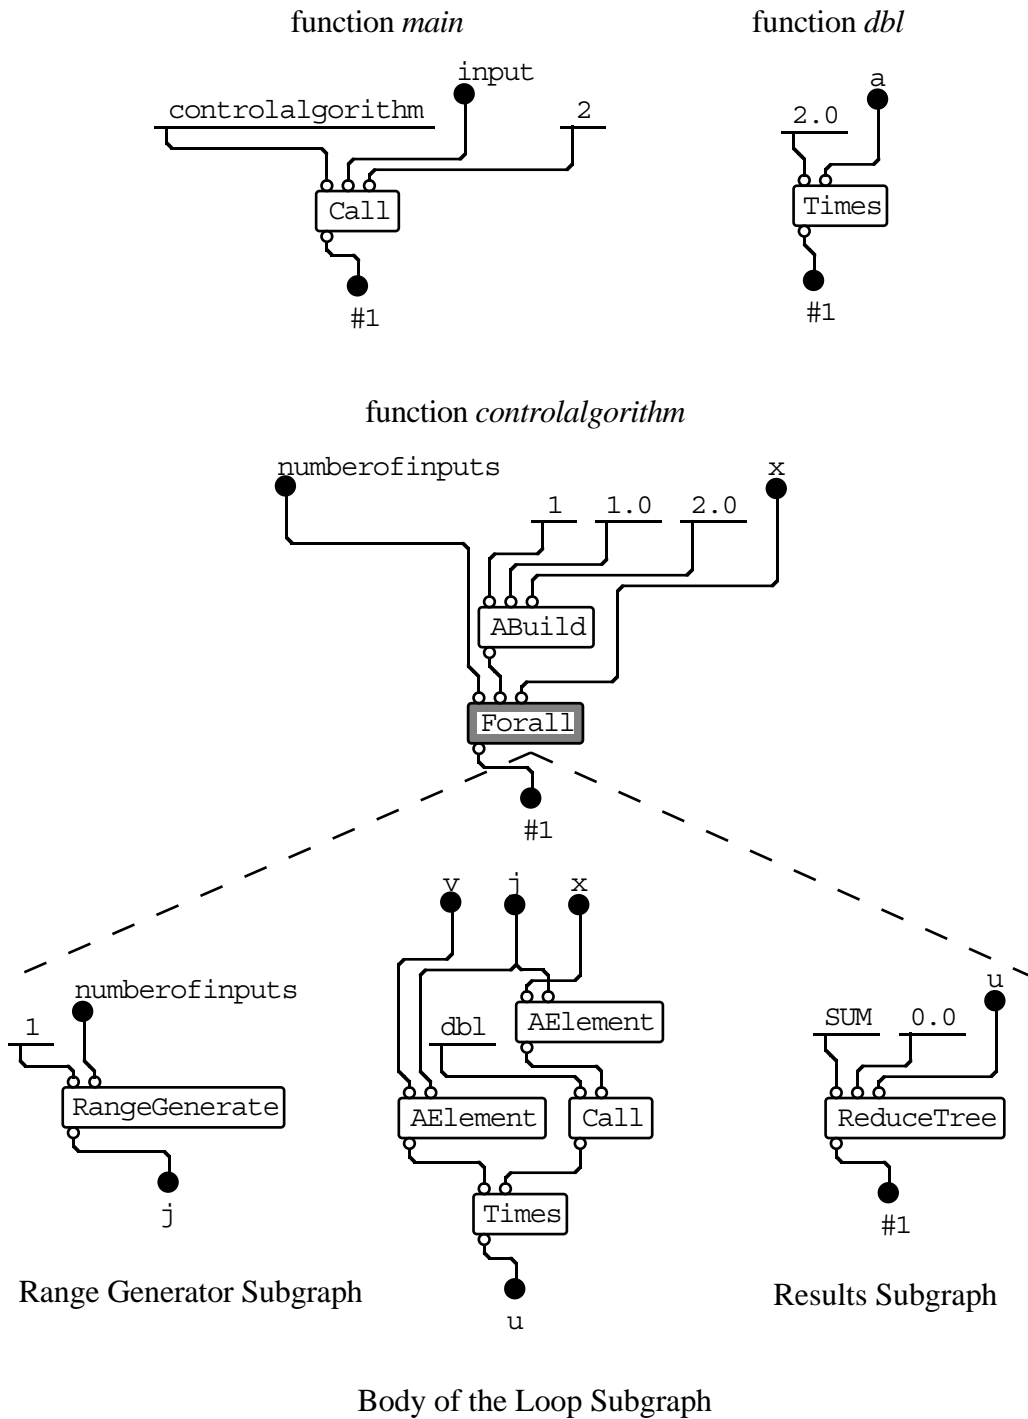 function main
function dbl
input
a
controlalgorithm
2
2.0
Call
Times
#1
#1
function controlalgorithm
numberofinputs
x
1
1.0
2.0
ABuild
Forall
#1
v
j
x
numberofinputs
u
1
dbl
AElement
SUM
0.0
RangeGenerate
AElement
Call
ReduceTree
j
Times
#1
Range Generator Subgraph
Results Subgraph
u
Body of the Loop Subgraph